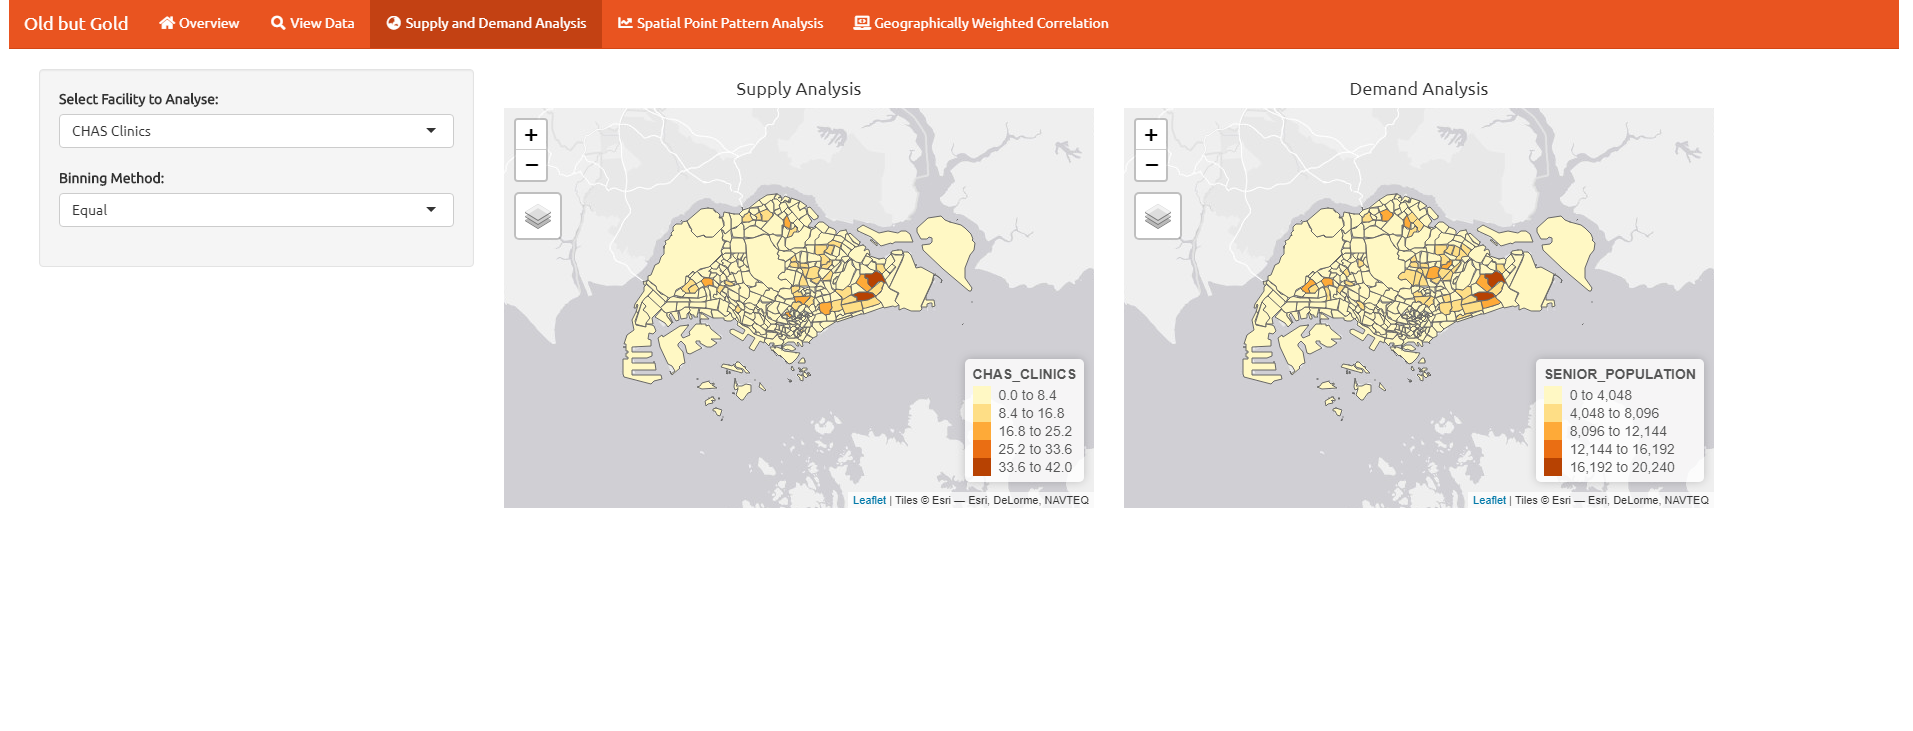 Old but Gold Overview View Data Supply and Demand Analysis Spatial Point Pattern Analysis Geographically Weighted Correlation
Select Facility to Analyse:
CHAS Clinics
Binning Method:
Equal
Supply Analysis
+
−
CHAS_CLINICS
0.0 to 8.4
8.4 to 16.8
16.8 to 25.2
25.2 to 33.6
33.6 to 42.0
Leaflet | Tiles © Esri — Esri, DeLorme, NAVTEQ
Demand Analysis
+
−
SENIOR_POPULATION
0 to 4,048
4,048 to 8,096
8,096 to 12,144
12,144 to 16,192
16,192 to 20,240
Leaflet | Tiles © Esri — Esri, DeLorme, NAVTEQ